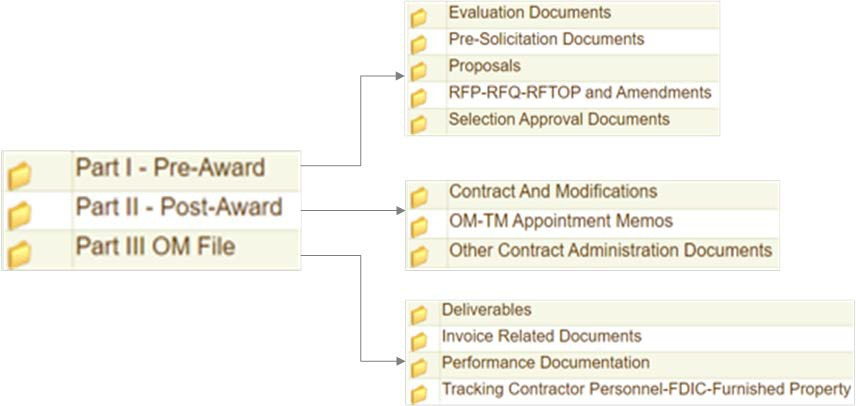 Part I - Pre-Award
Part II - Post-Award
Part III OM File
Evaluation Documents
Pre-Solicitation Documents
Proposals
RFP-RFQ-RFTOP and Amendments
Selection Approval Documents
Contract And Modifications
OM-TM Appointment Memos
Other Contract Administration Documents
Deliverables
Invoice Related Documents
Performance Documentation
Tracking Contractor Personnel-FDIC-Furnished Property